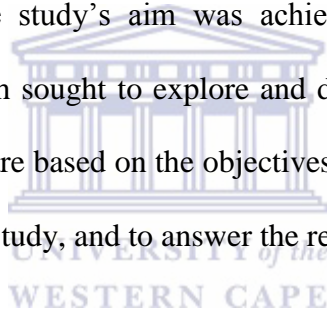 study's aim was achie
sought to explore and d
re based on the objectives
study, and to answer the re
UNIVERSITY of the
WESTERN CAPE